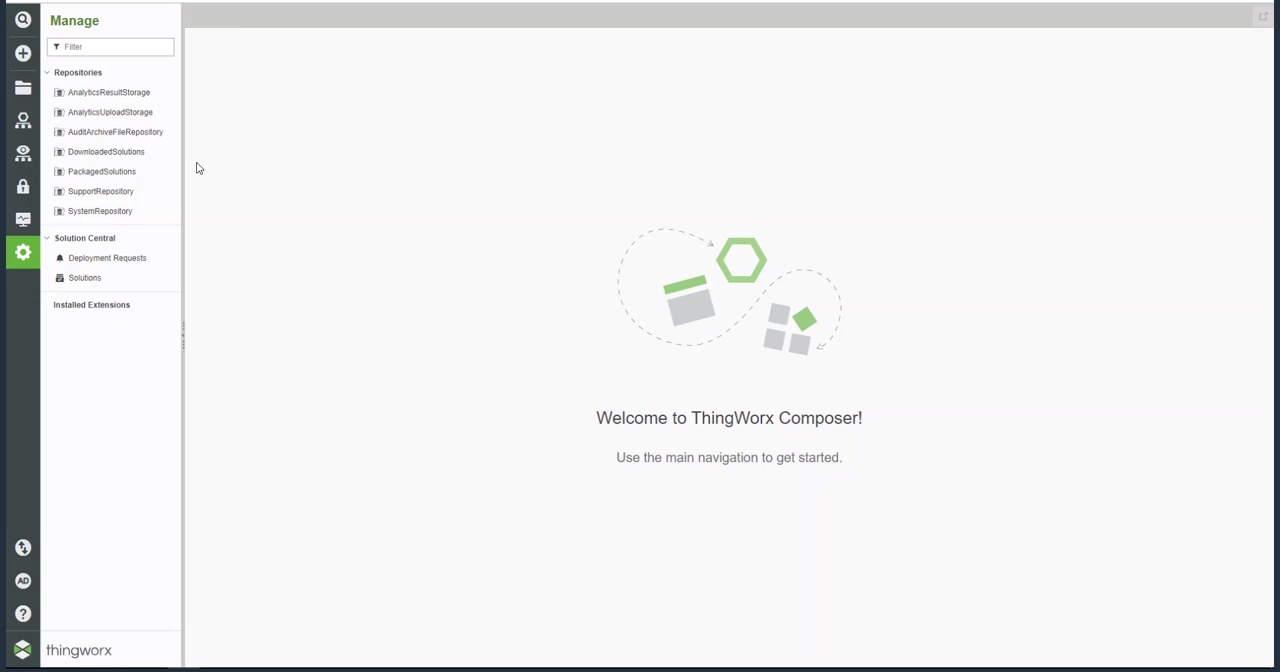 Manage
Filter
Repositories
AnalyticsResultStorage
AnalyticsUploadStorage
AuditArchiveFileRepository
DownloadedSolutions
PackagedSolutions
SupportRepository
SystemRepository
Solution Central
Deployment Requests
Solutions
Installed Extensions
Welcome to ThingWorx Composer!
Use the main navigation to get started.
AD
?
thingworx